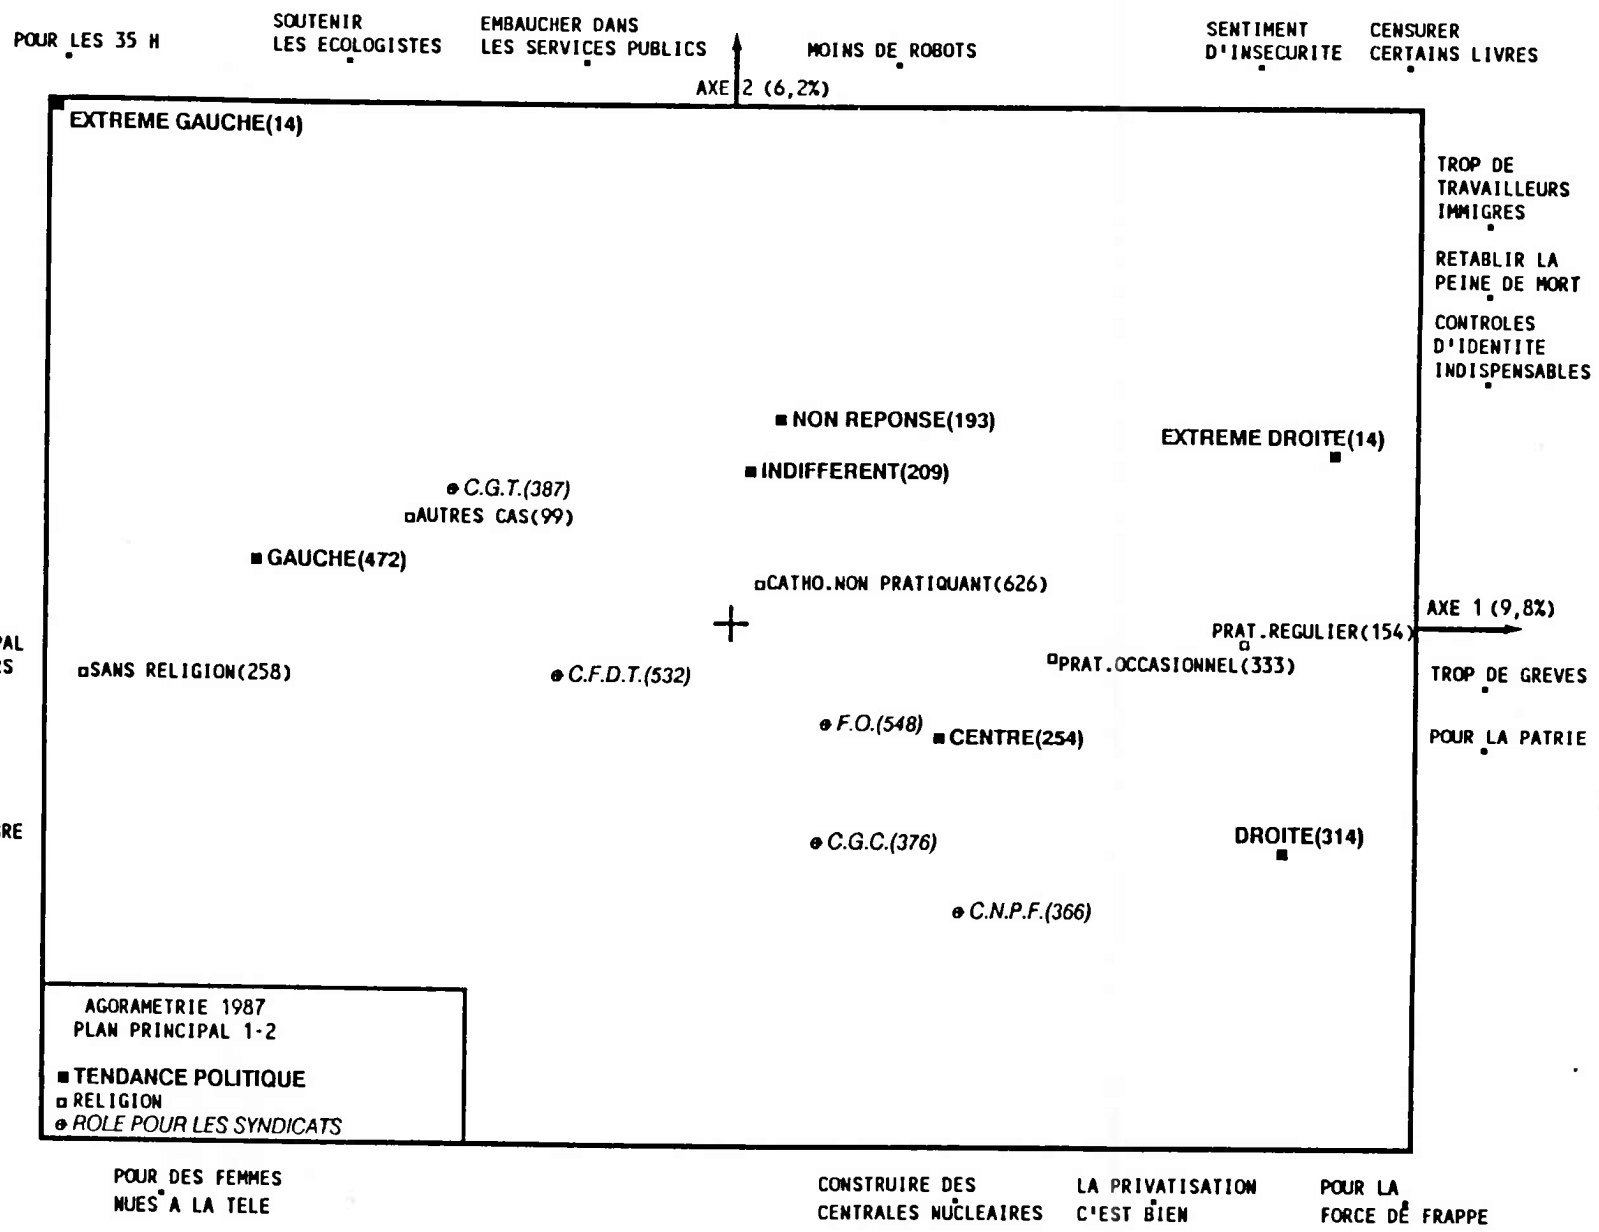 POUR LES 35 H
SOUTENIR
LES ECOLOGISTES
EMBAUCHER DANS
LES SERVICES PUBLICS
MOINS DE ROBOTS
SENTIMENT
D'INSECURITE
CENSURER
CERTAINS LIVRES
AXE 2 (6,2%)
EXTREME GAUCHE(14)
TROP DE
TRAVAILLEURS
IMMIGRES
RETABLIR LA
PEINE DE MORT
CONTROLES
D'IDENTITE
INDISPENSABLES
NON REPONSE(193)
EXTREME DROITE(14)
INDIFFERENT(209)
C.G.T.(387)
AUTRES CAS(99)
GAUCHE(472)
CATHO.NON PRATIQUANT(626)
AXE 1 (9,8%)
PRAT.REGULIER(154)
PRAT.OCCASIONNEL(333)
SANS RELIGION(258)
C.F.D.T.(532)
TROP DE GREVES
F.O.(548)
CENTRE(254)
POUR LA PATRIE
C.G.C.(376)
DROITE(314)
C.N.P.F.(366)
AGORAMETRIE 1987
PLAN PRINCIPAL 1-2
TENDANCE POLITIQUE
RELIGION
ROLE POUR LES SYNDICATS
POUR DES FEMMES
NUES A LA TELE
CONSTRUIRE DES
CENTRALES NUCLEAIRES
LA PRIVATISATION
C'EST BIEN
POUR LA
FORCE DE FRAPPE